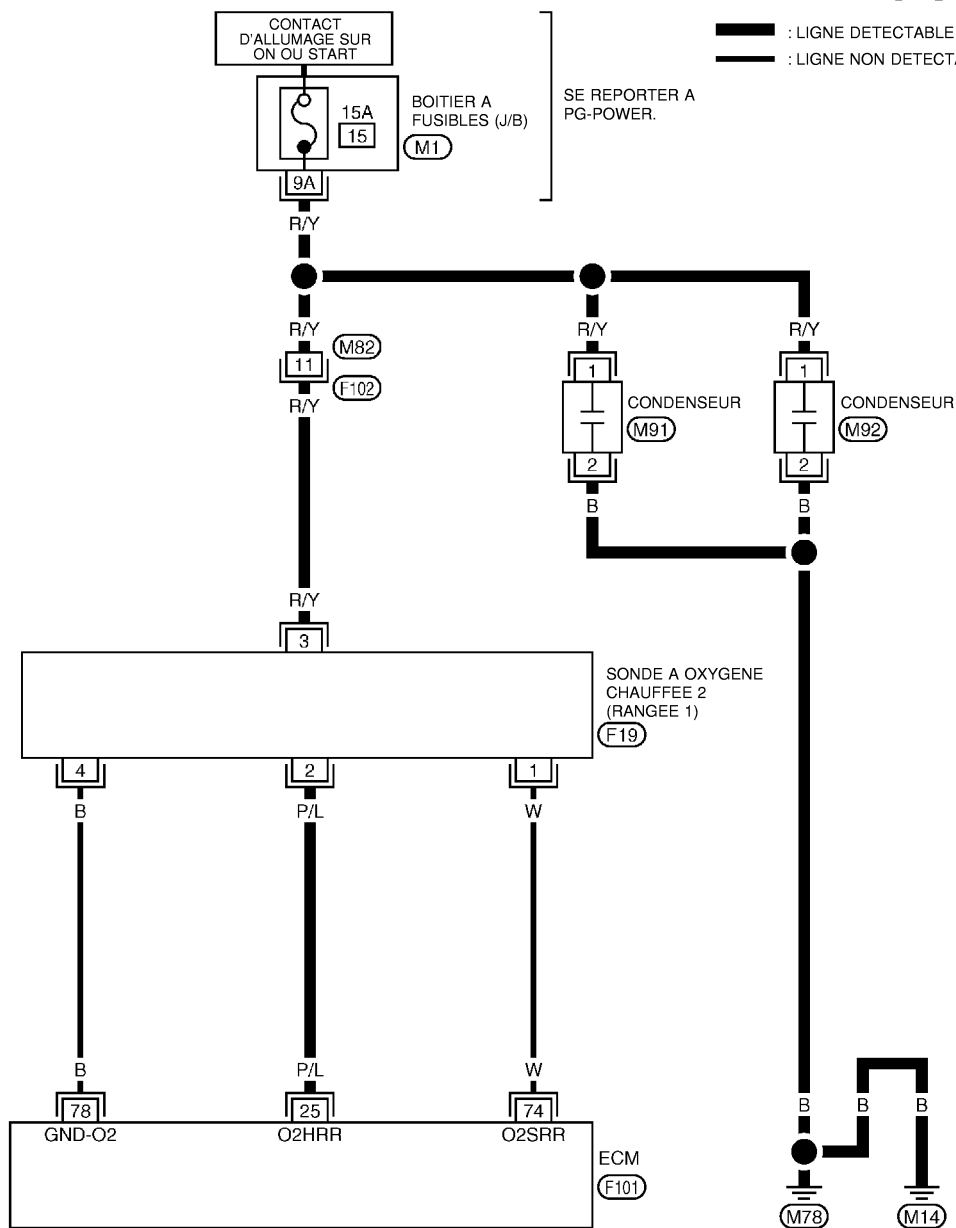 CONTACT
D'ALLUMAGE SUR
ON OU START
: LIGNE DETECTABLE
: LIGNE NON DETECTA
15A
15
BOITIER A
FUSIBLES (J/B)
M1
SE REPORTER A
PG-POWER.
9A
R/Y
R/Y
R/Y
R/Y
11
M82
F102
R/Y
1
1
CONDENSEUR
M91
CONDENSEUR
M92
2
2
B
B
R/Y
3
SONDE A OXYGENE
CHAUFFEE 2
(RANGEE 1)
F19
4
2
1
B
P/L
W
B
P/L
W
78
25
74
GND-O2
O2HRR
O2SRR
ECM
F101
B
B
B
M78
M14